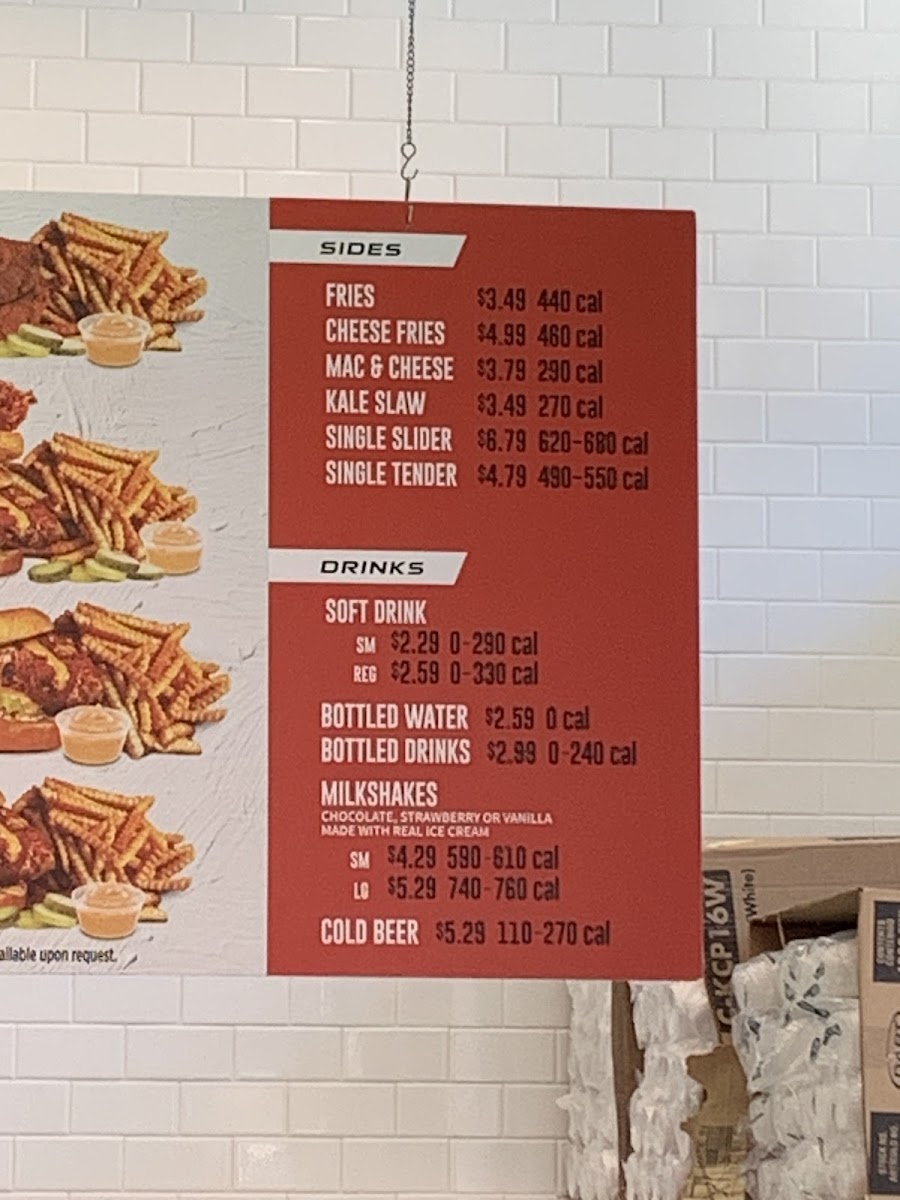 SIDES
FRIES $3.49 440 cal
CHEESE FRIES $4.99 460 cal
MAC & CHEESE $3.79 290 cal
KALE SLAW $3.49 270 cal
SINGLE SLIDER $6.79 620-680 cal
SINGLE TENDER $4.79 490-550 cal
DRINKS
SOFT DRINK
SM $2.29 0-290 cal
REG $2.59 0-330 cal
BOTTLED WATER $2.59 0 cal
BOTTLED DRINKS $2.99 0-240 cal
MILKSHAKES
CHOCOLATE, STRAWBERRY OR VANILLA
MADE WITH REAL ICE CREAM
SM $4.29 590-610 cal
LG $5.29 740-760 cal
COLD BEER $5.29 110-270 cal
upon request.
KCP16W
(White)